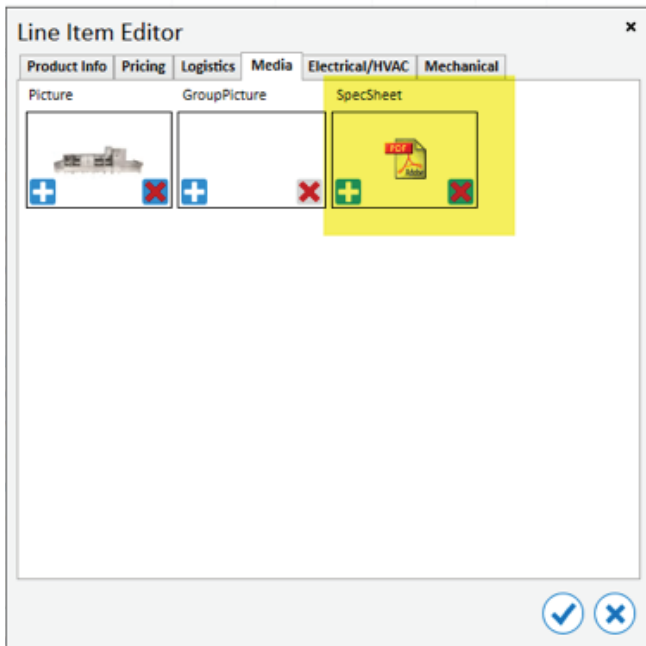 Line Item Editor
Product Info Pricing Logistics Media Electrical/HVAC Mechanical
Picture GroupPicture SpecSheet
PDF
Adobe